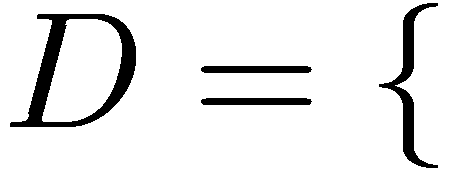 D = {